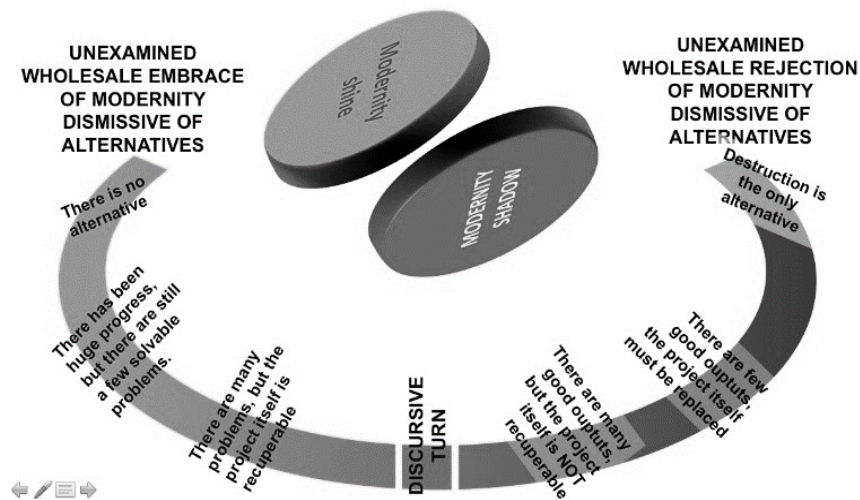 UNEXAMINED
WHOLESALE EMBRACE
OF MODERNITY
DISMISSIVE OF
ALTERNATIVES
Modernity
shine
MODERNITY
SHADOW
UNEXAMINED
WHOLESALE REJECTION
OF MODERNITY
DISMISSIVE OF
ALTERNATIVES
There is no
alternative
There has been
huge progress,
but there are still
a few solvable
problems.
There are many
problems, but the
project itself is
recuperable
DISCURSIVE
TURN
There are many
good ouptuts,
but the project
itself is NOT
recuperable
There are few
good ouptuts,
the project itself
must be replaced
Destruction is
the only
alternative